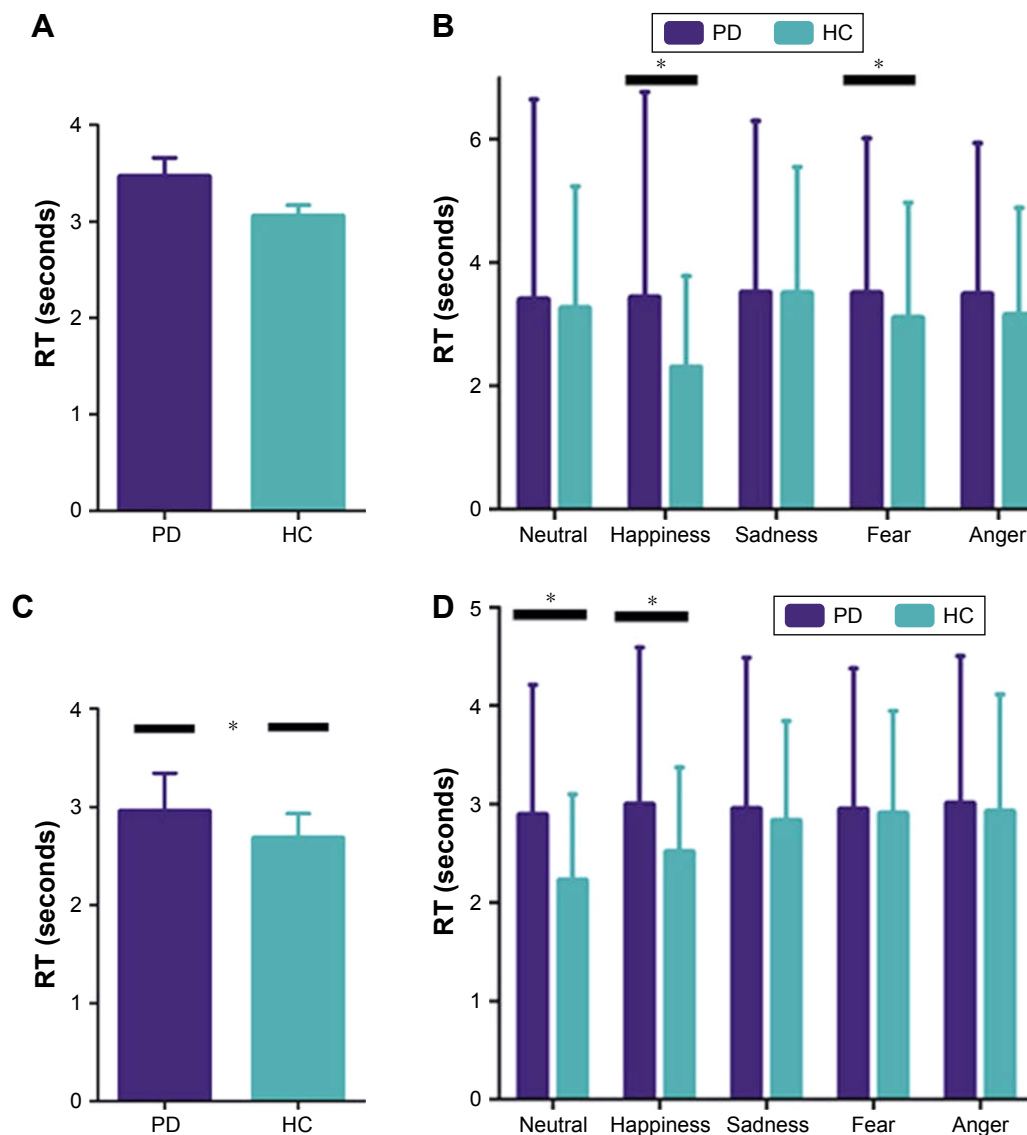 A
RT (seconds)
4
3
2
1
0
PD HC
B
PD HC
* *
RT (seconds)
6
4
2
0
Neutral Happiness Sadness Fear Anger
C
RT (seconds)
4
3
2
1
0
*
PD HC
D
PD HC
* *
RT (seconds)
5
4
3
2
1
0
Neutral Happiness Sadness Fear Anger